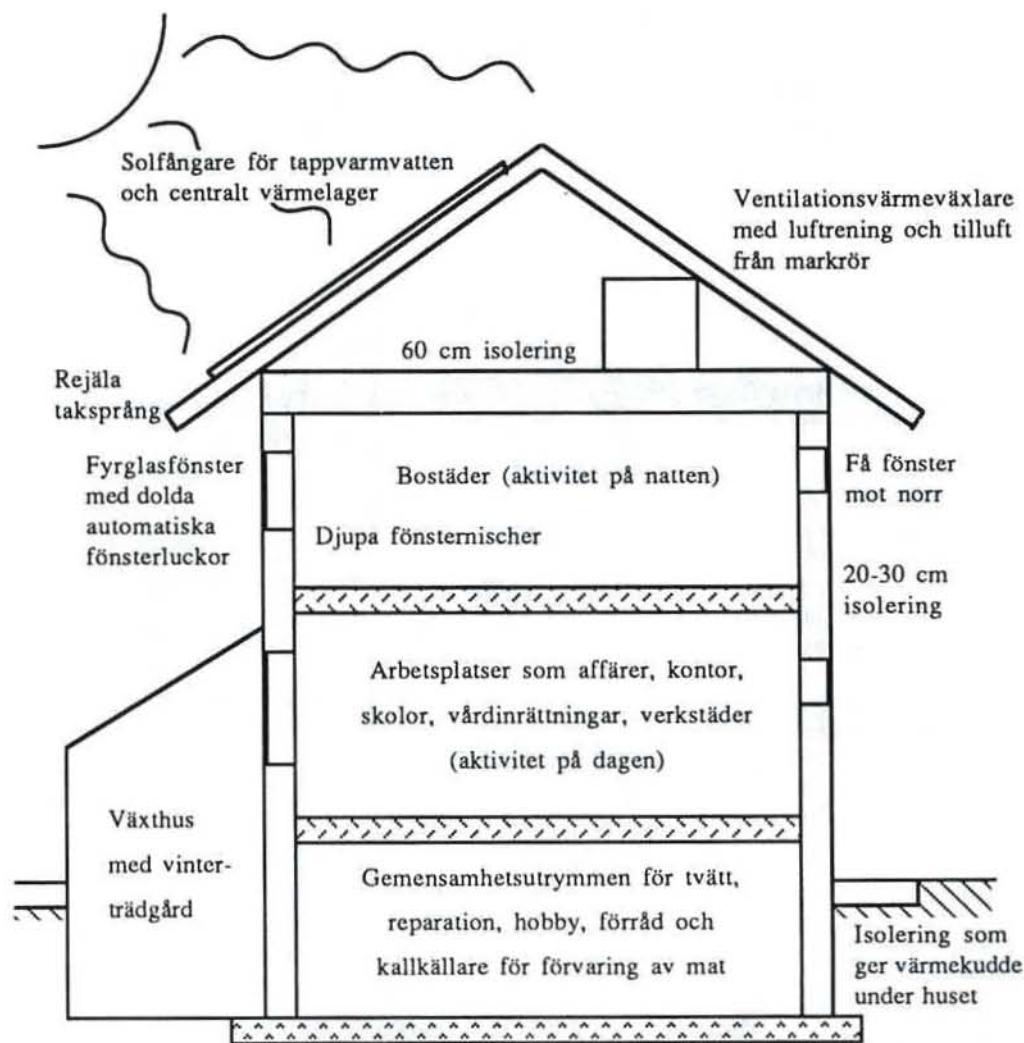 Solfångare för tappvarmvatten
och centralt värmelager
Ventilationsvärmeväxlare
med luftrening och tilluft
från markrör
60 cm isolering
Rejäla
taksprång
Fyrglasfönster
med dolda
automatiska
fönsterluckor
Bostäder (aktivitet på natten)
Djupa fönsternischer
Få fönster
mot norr
20-30 cm
isolering
Arbetsplatser som affärer, kontor,
skolor, vårdinrättningar, verkstäder
(aktivitet på dagen)
Växthus
med vinter-
trädgård
Gemensamhetsutrymmen för tvätt,
reparation, hobby, förråd och
kallkällare för förvaring av mat
Isolering som
ger värmekudde
under huset